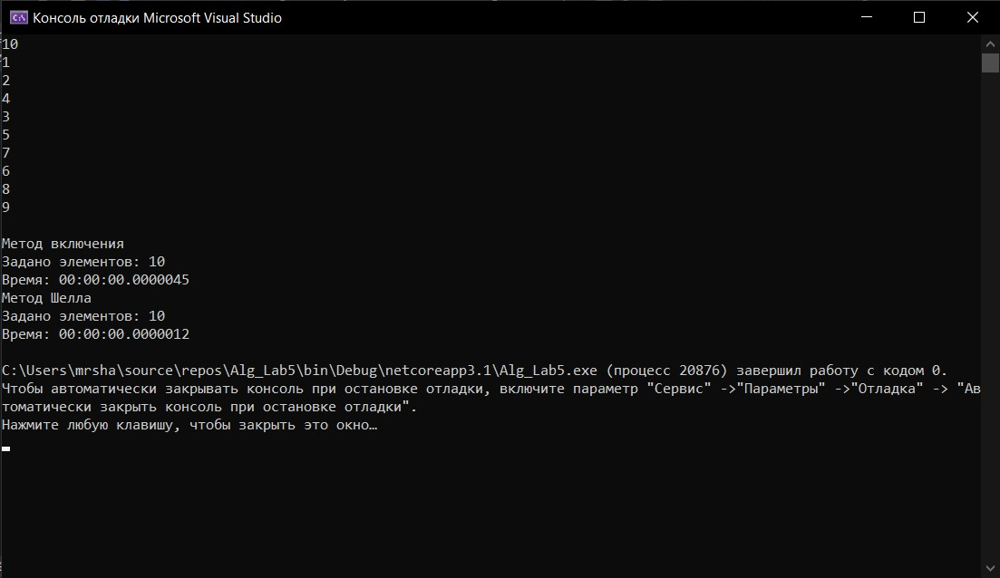 C:\ Консоль отладки Microsoft Visual Studio
10
1
2
4
3
5
7
6
8
9
Метод включения
Задано элементов: 10
Время: 00:00:00.0000045
Метод Шелла
Задано элементов: 10
Время: 00:00:00.0000012
C:\Users\mrsha\source\repos\Alg_Lab5\bin\Debug\netcoreapp3.1\Alg_Lab5.exe (процесс 20876) завершил работу с кодом 0.
Чтобы автоматически закрывать консоль при остановке отладки, включите параметр "Сервис" ->"Параметры" ->"Отладка" -> "Ав
томатически закрыть консоль при остановке отладки".
Нажмите любую клавишу, чтобы закрыть это окно…